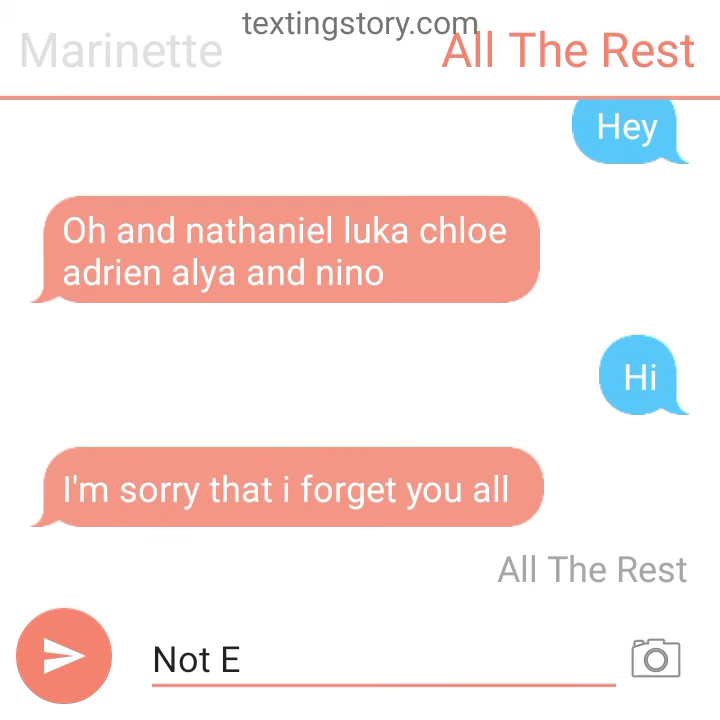 textingstory.com
Marinette
All The Rest
Hey
Oh and nathaniel luka chloe
adrien alya and nino
Hi
I'm sorry that i forget you all
All The Rest
Not E